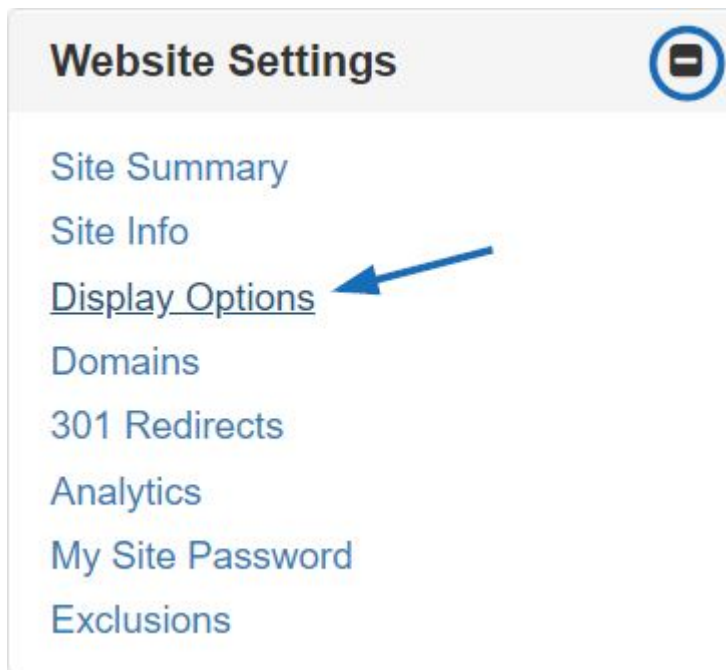 Website Settings
Site Summary
Site Info
Display Options
Domains
301 Redirects
Analytics
My Site Password
Exclusions